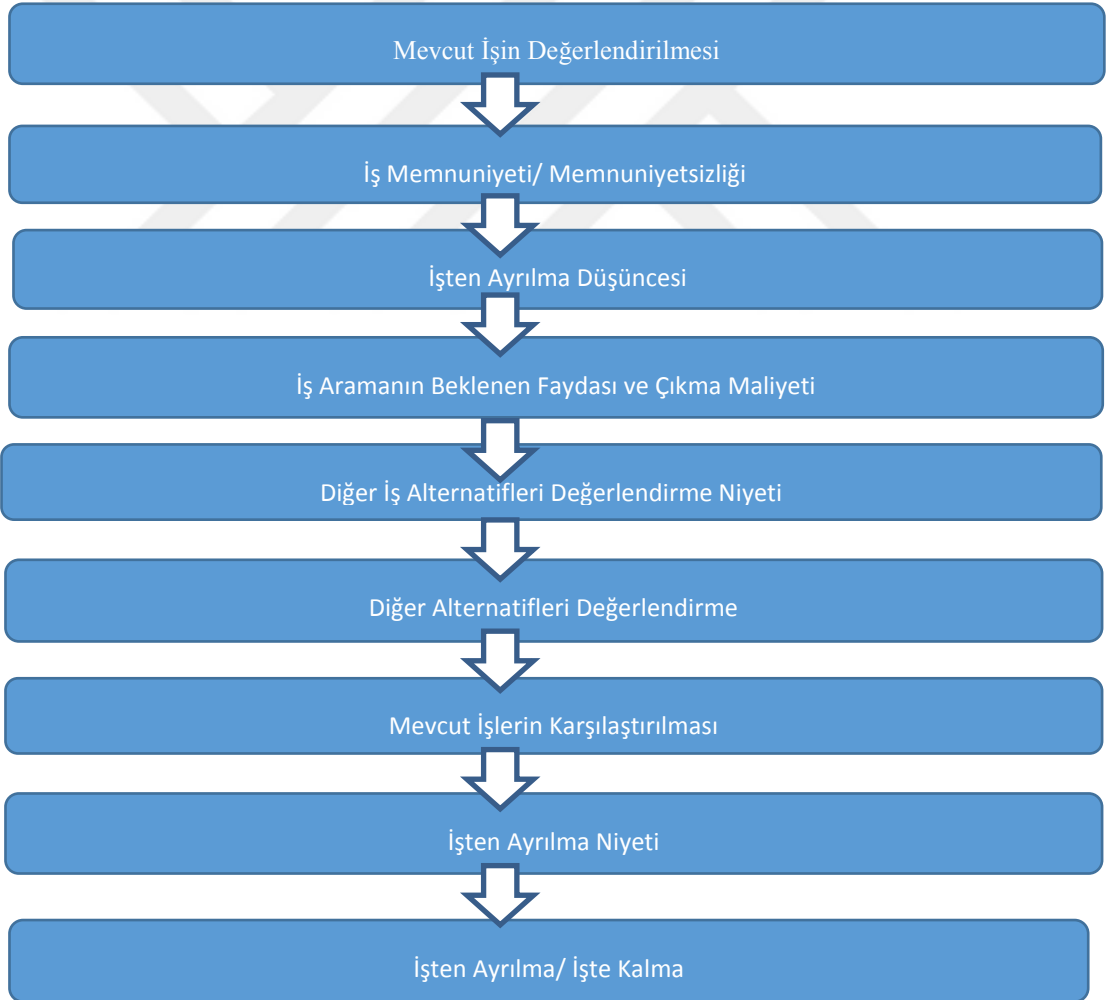 Mevcut İşin Değerlendirilmesi
İş Memnuniyeti/ Memnuniyetsizliği
İşten Ayrılma Düşüncesi
İş Aramanın Beklenen Faydası ve Çıkma Maliyeti
Diğer İş Alternatifleri Değerlendirme Niyeti
Diğer Alternatifleri Değerlendirme
Mevcut İşlerin Karşılaştırılması
İşten Ayrılma Niyeti
İşten Ayrılma/ İşte Kalma